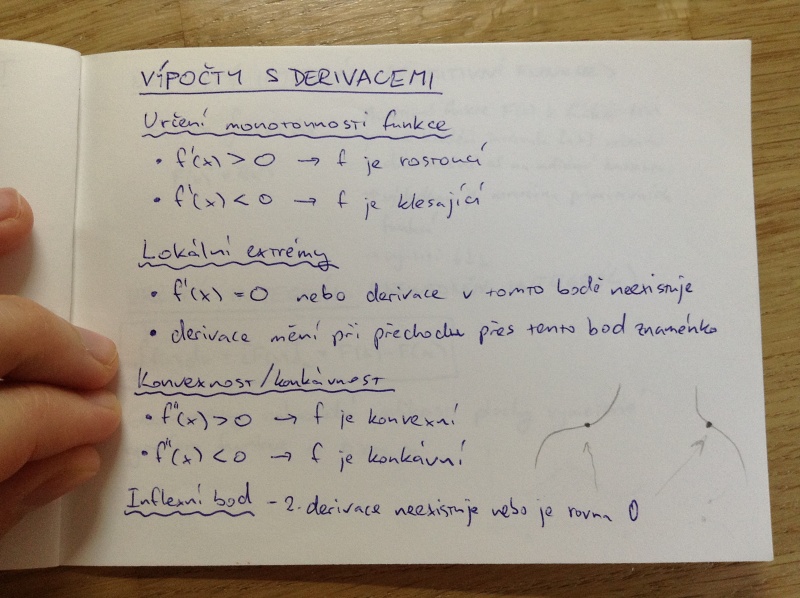 VÍPOČTY S DERIVACEMI
Určení monotonnosti funkce
• f'(x) > 0 → f je rostoucí
• f'(x) < 0 → f je klesající
Lokální extrémy
• f'(x) = 0 nebo derivace v tomto bodě neexistuje
• derivace mění při přechodu přes tento bod znaménko
Konvexnost/konkávnost
• f''(x) > 0 → f je konvexní
• f''(x) < 0 → f je konkávní
Inflexní bod - 2. derivace neexistuje nebo je rovna 0